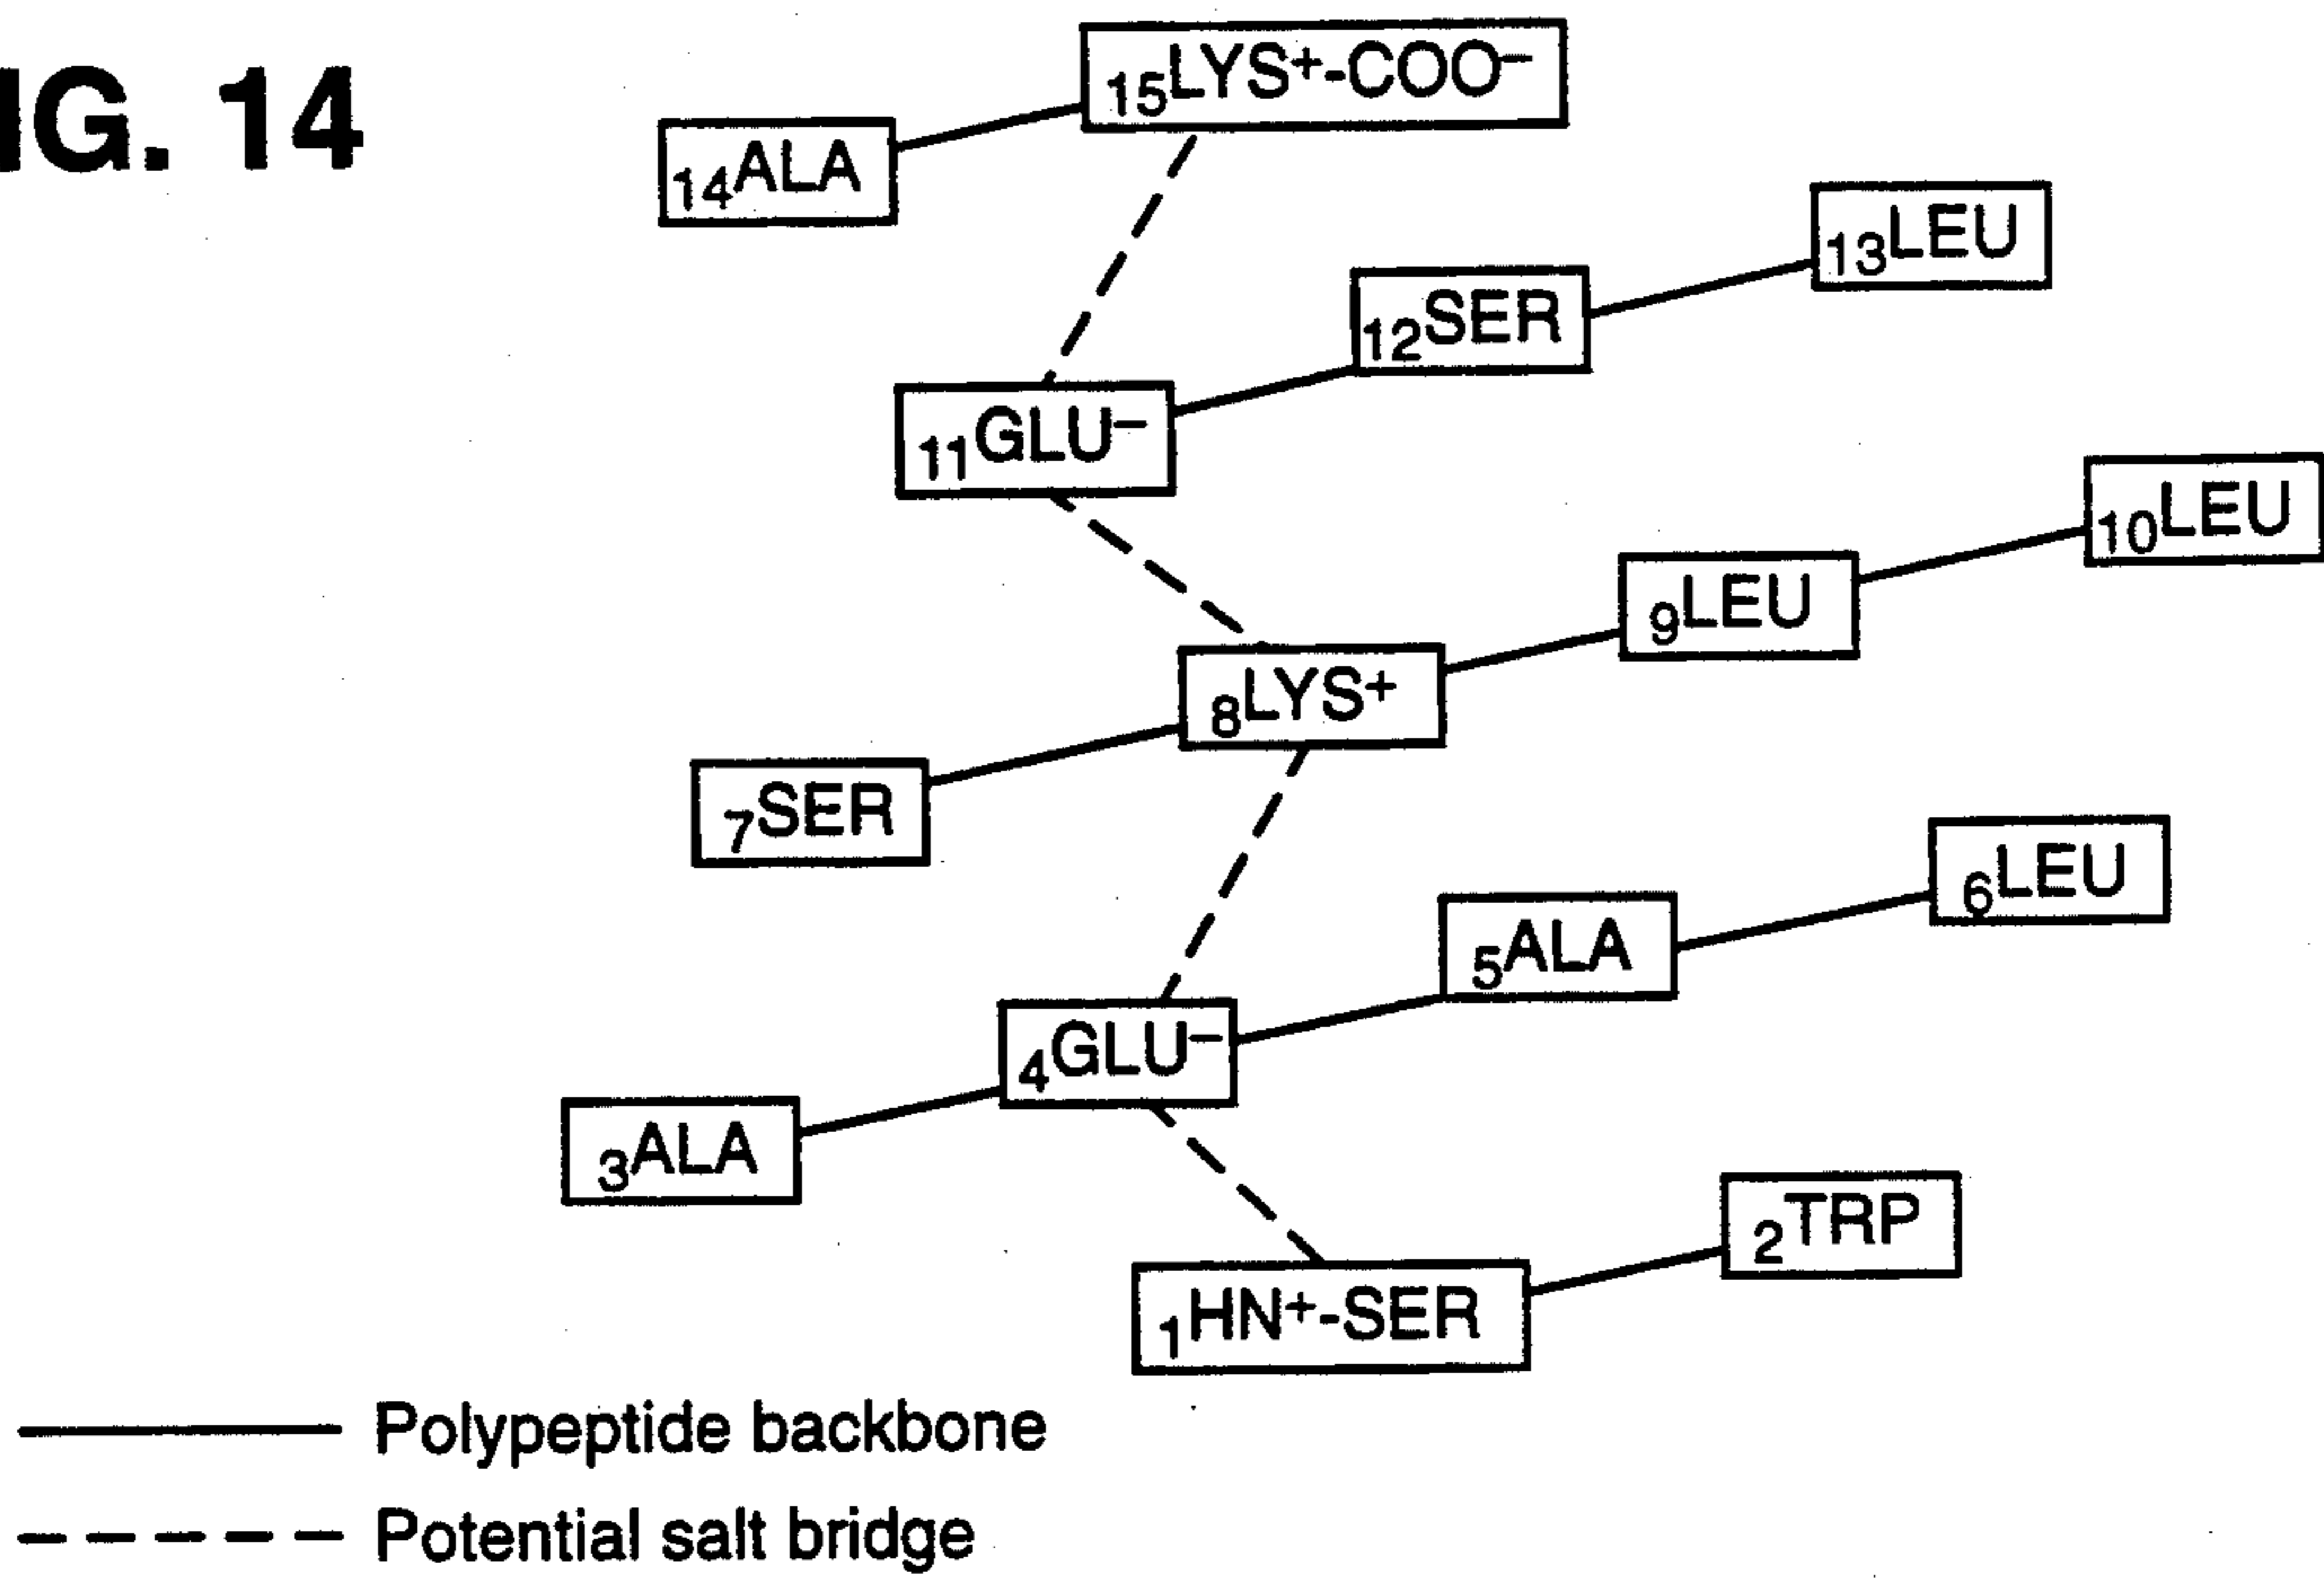 IG. 14
15LYS+-COO–
14ALA
13LEU
12SER
11GLU–
10LEU
9LEU
8LYS+
7SER
6LEU
5ALA
4GLU–
3ALA
2TRP
1HN+-SER
Polypeptide backbone
Potential salt bridge